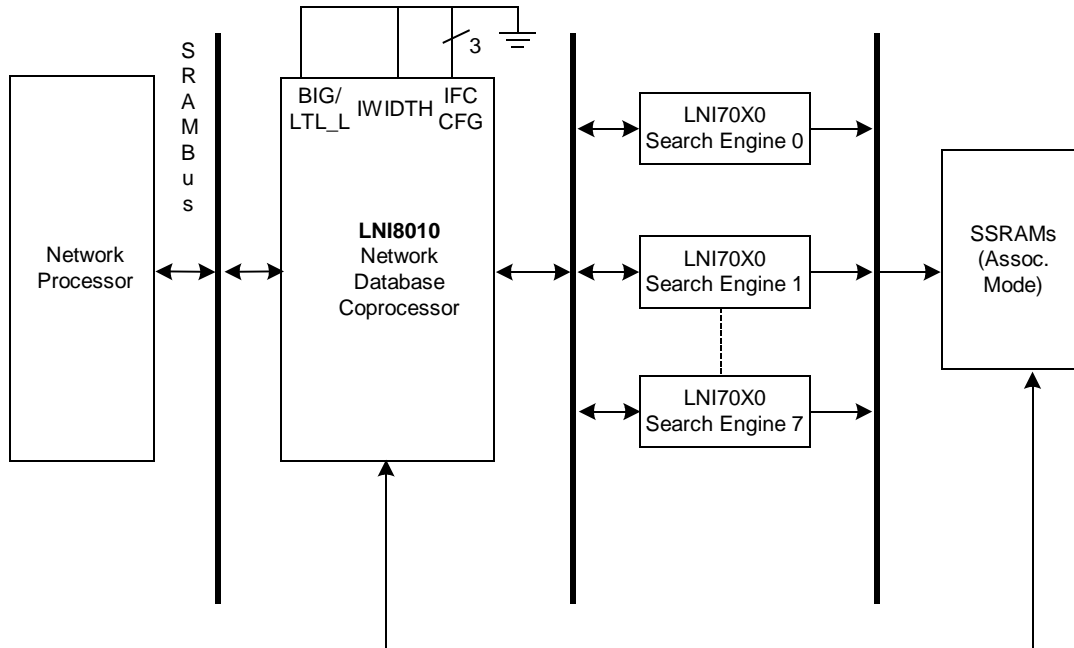 SRAMBus
3
BIG/
LTL_L
IWIDTH
IFC
CFG
Network
Processor
LNI8010
Network
Database
Coprocessor
LNI70X0
Search Engine 0
LNI70X0
Search Engine 1
LNI70X0
Search Engine 7
SSRAMs
(Assoc.
Mode)